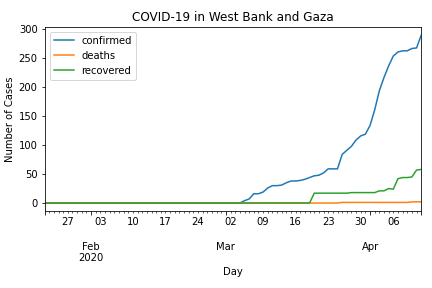 COVID-19 in West Bank and Gaza
confirmed
deaths
recovered
Number of Cases
300
250
200
150
100
50
0
27 03 10 17 24 02 09 16 23 30 06
Feb Mar Apr
2020
Day